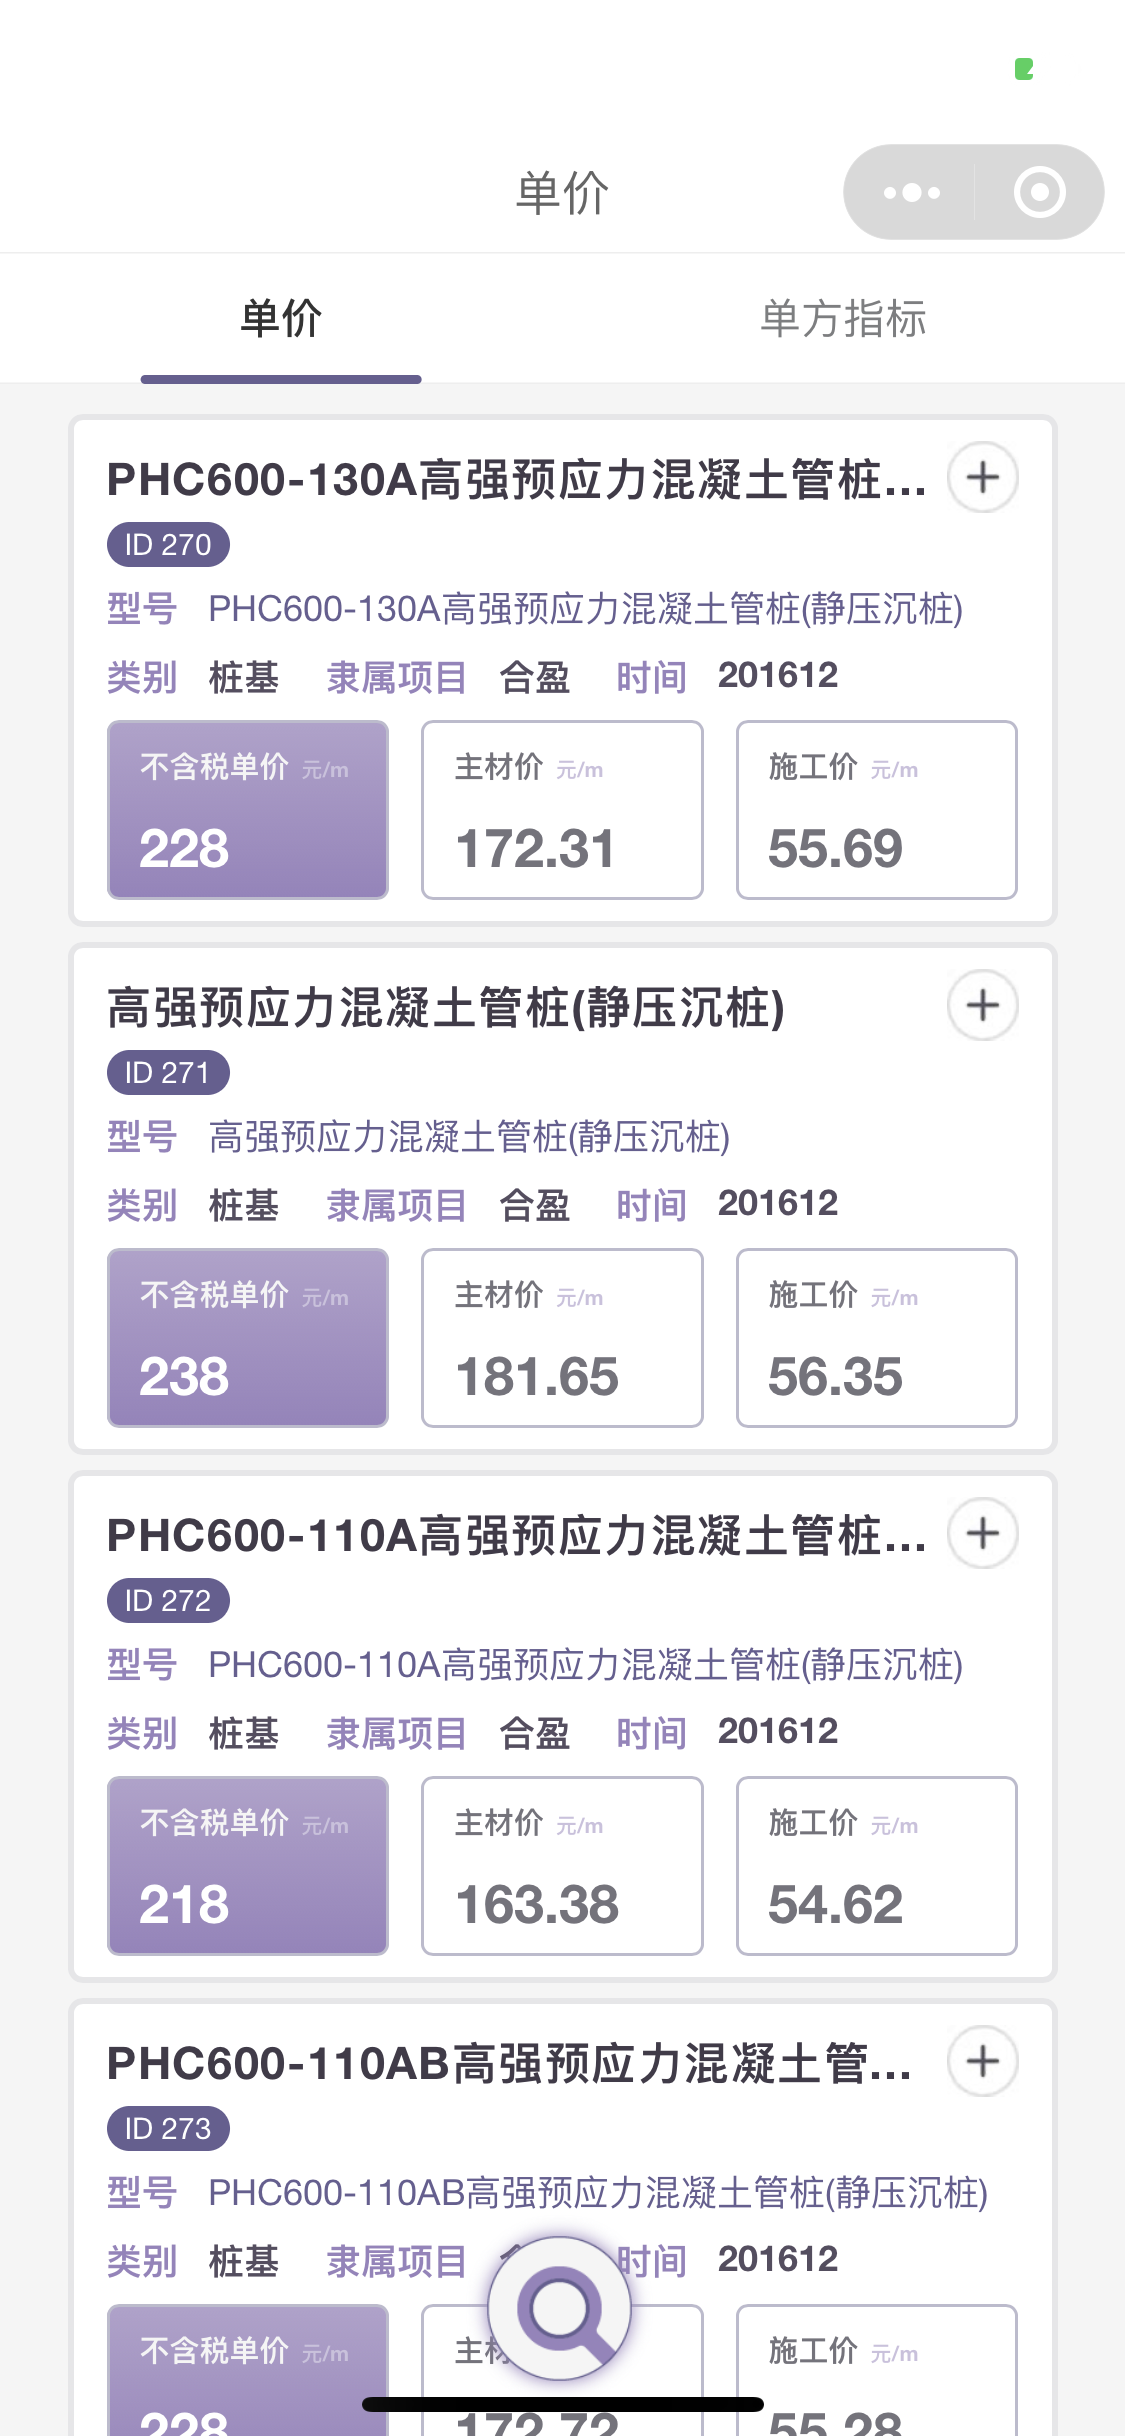 单价
单价 单方指标
PHC600-130A高强预应力混凝土管桩...
ID 270
型号 PHC600-130A高强预应力混凝土管桩(静压沉桩)
类别 桩基 隶属项目 合盈 时间 201612
不含税单价 元/m 主材价 元/m 施工价 元/m
228 172.31 55.69
高强预应力混凝土管桩(静压沉桩)
ID 271
型号 高强预应力混凝土管桩(静压沉桩)
类别 桩基 隶属项目 合盈 时间 201612
不含税单价 元/m 主材价 元/m 施工价 元/m
238 181.65 56.35
PHC600-110A高强预应力混凝土管桩...
ID 272
型号 PHC600-110A高强预应力混凝土管桩(静压沉桩)
类别 桩基 隶属项目 合盈 时间 201612
不含税单价 元/m 主材价 元/m 施工价 元/m
218 163.38 54.62
PHC600-110AB高强预应力混凝土管...
ID 273
型号 PHC600-110AB高强预应力混凝土管桩(静压沉桩)
类别 桩基 隶属项目 时间 201612
不含税单价 元/m 主材 施工价 元/m
228 172.72 55.28